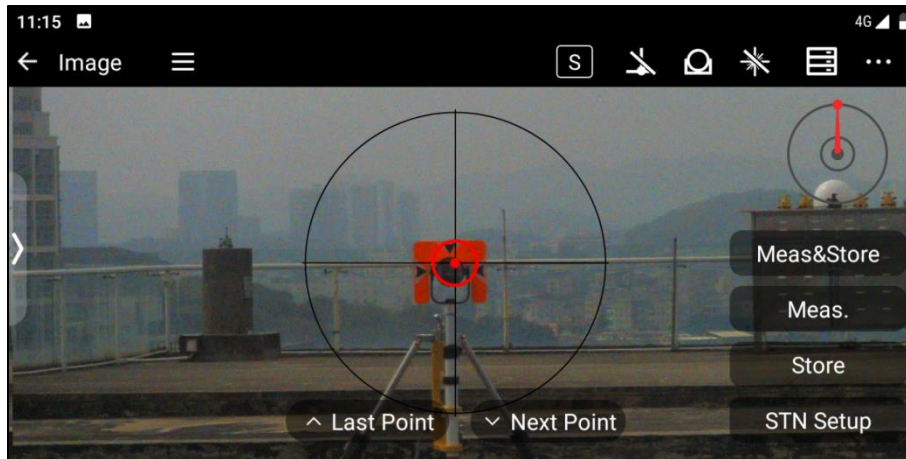 11:15
4G
Image
S
Meas&Store
Meas.
Store
Last Point
Next Point
STN Setup